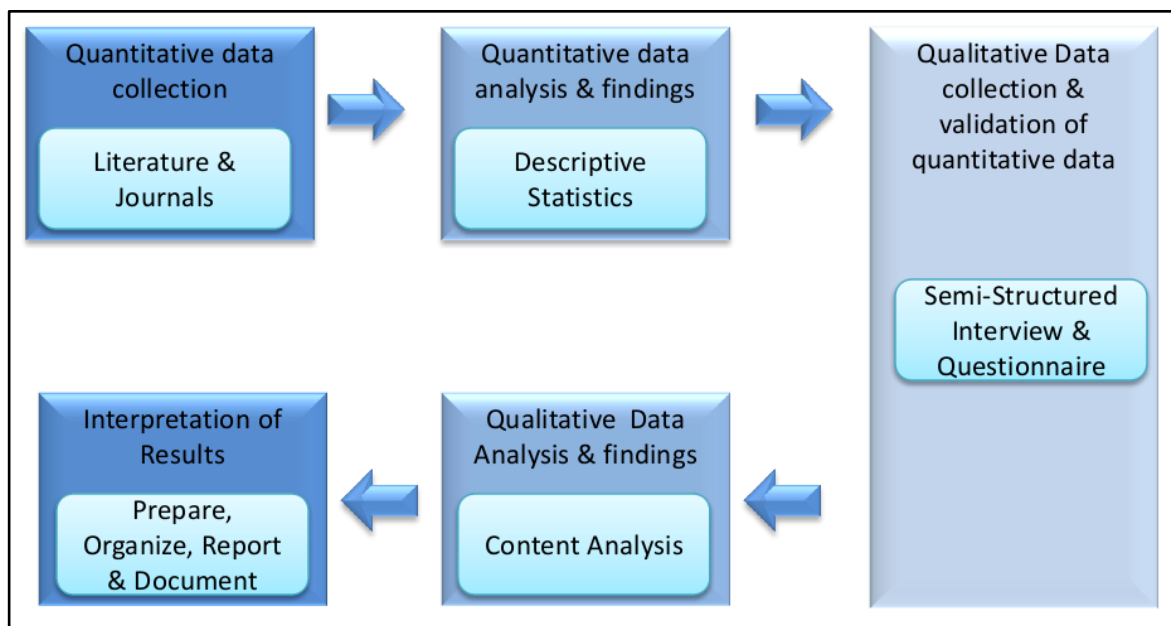 Quantitative data
collection
Literature &
Journals
Quantitative data
analysis & findings
Descriptive
Statistics
Qualitative Data
collection &
validation of
quantitative data
Semi-Structured
Interview &
Questionnaire
Qualitative Data
Analysis & findings
Content Analysis
Interpretation of
Results
Prepare,
Organize, Report
& Document